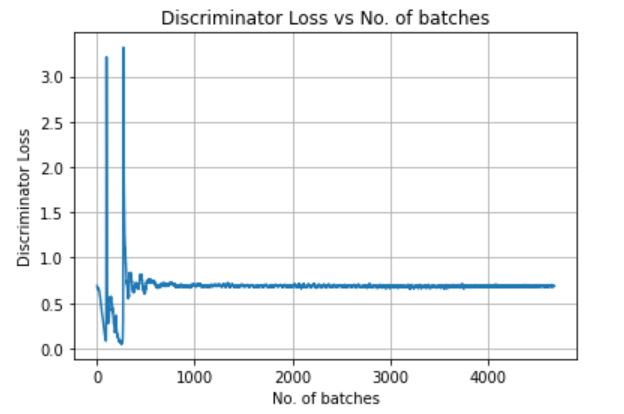 Discriminator Loss vs No. of batches
3.0
2.5
2.0
1.5
1.0
0.5
0.0
Discriminator Loss
0 1000 2000 3000 4000
No. of batches